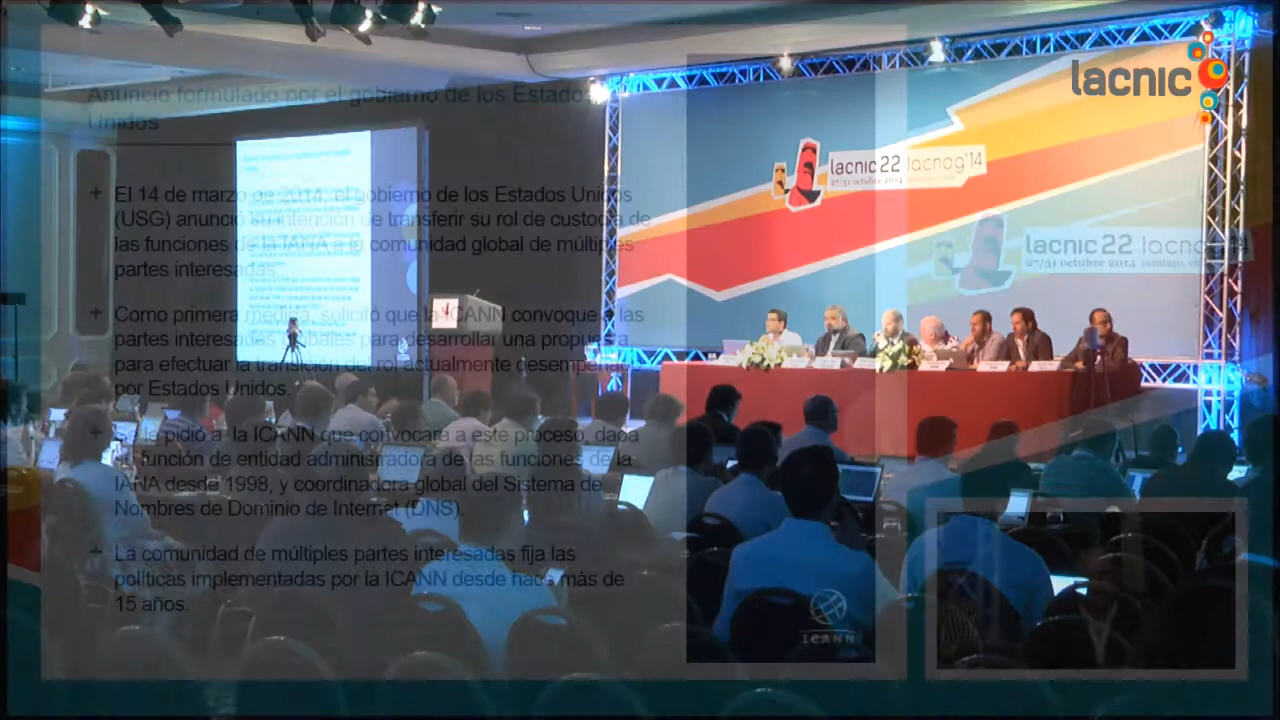 lacnic
Anuncio formulado por el gobierno de los Estados
Unidos
lacnic 22 lacnog'14
27/31 octubre 2014
+ El 14 de marzo de 2014, el gobierno de los Estados Unidos
(USG) anunció su intención de transferir su rol de custodia de
las funciones de la IANA a la comunidad global de múltiples
partes interesadas.
lacnic 22 lacnog'14
27/31 octubre 2014 santiago, chile
+ Como primera medida, solicitó que la ICANN convoque a las
partes interesadas globales para desarrollar una propuesta
para efectuar la transición del rol actualmente desempeñado
por Estados Unidos.
+ Se le pidió a la ICANN que convocara a este proceso, dada
función de entidad administradora de las funciones de la
IANA desde 1998, y coordinadora global del Sistema de
Nombres de Dominio de Internet (DNS).
+ La comunidad de múltiples partes interesadas fija las
políticas implementadas por la ICANN desde hace más de
15 años.
ICANN